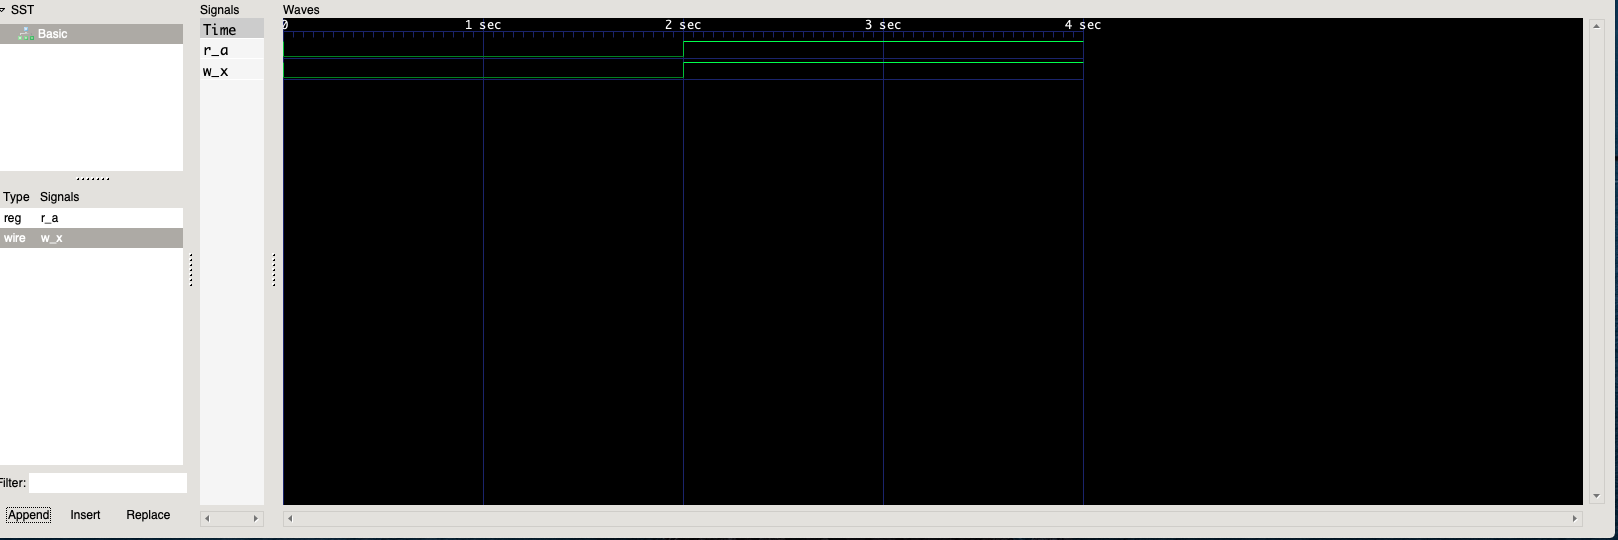 SST
Basic
Type Signals
reg r_a
wire w_x
Filter:
Append Insert Replace
Signals
Time
r_a
w_x
Waves
0 1 sec 2 sec 3 sec 4 sec